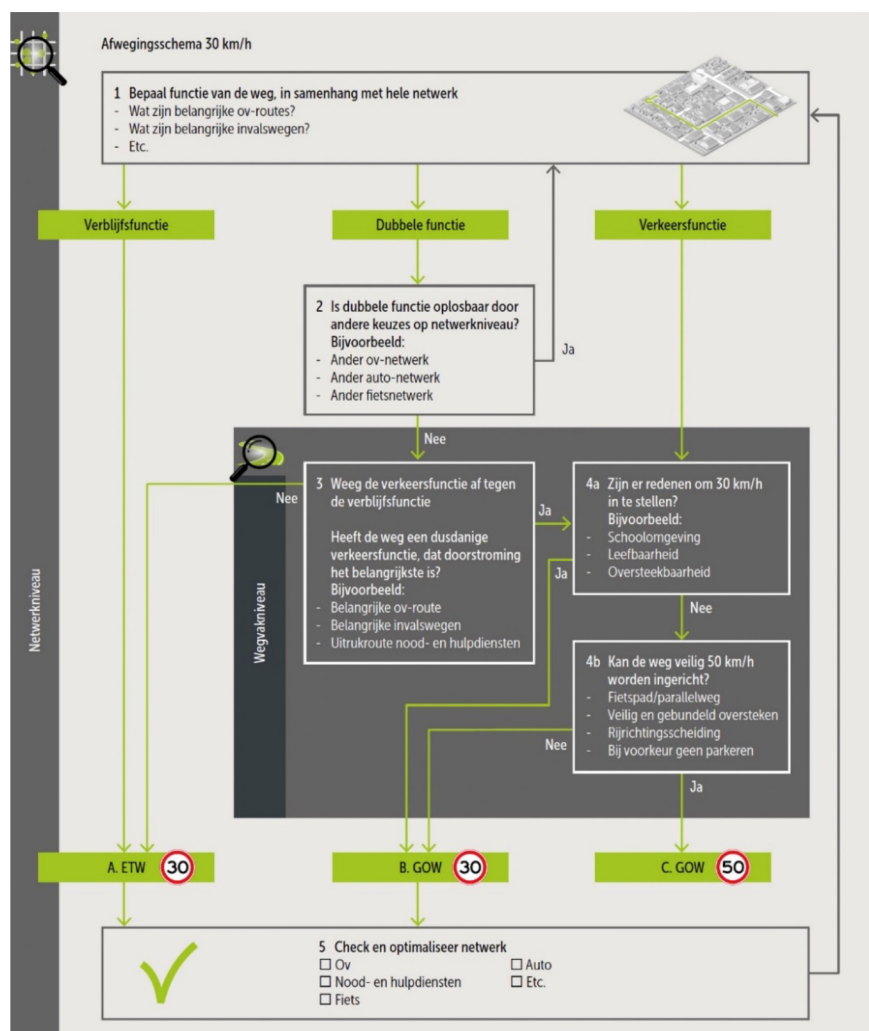 Afwegingsschema 30 km/h
1 Bepaal functie van de weg, in samenhang met hele netwerk
- Wat zijn belangrijke ov-routes?
- Wat zijn belangrijke invalswegen?
- Etc.
Verblijfsfunctie
Dubbele functie
Verkeersfunctie
2 Is dubbele functie oplosbaar door
andere keuzes op netwerkniveau?
Bijvoorbeeld:
- Ander ov-netwerk
- Ander auto-netwerk
- Ander fietsnetwerk
Ja
Nee
Netwerkniveau
Wegvakniveau
3 Weeg de verkeersfunctie af tegen
de verblijfsfunctie
Heeft de weg een dusdanige
verkeersfunctie, dat doorstroming
het belangrijkste is?
Bijvoorbeeld:
- Belangrijke ov-route
- Belangrijke invalswegen
- Uitrukroute nood- en hulpdiensten
Nee
Ja
4a Zijn er redenen om 30 km/h
in te stellen?
Bijvoorbeeld:
- Schoolomgeving
- Leefbaarheid
- Oversteekbaarheid
Ja
Nee
4b Kan de weg veilig 50 km/h
worden ingericht?
- Fietspad/parallelweg
- Veilig en gebundeld oversteken
- Rijrichtingsscheiding
- Bij voorkeur geen parkeren
Nee
Ja
A. ETW 30
B. GOW 30
C. GOW 50
5 Check en optimaliseer netwerk
Ov
Nood- en hulpdiensten
Fiets
Auto
Etc.